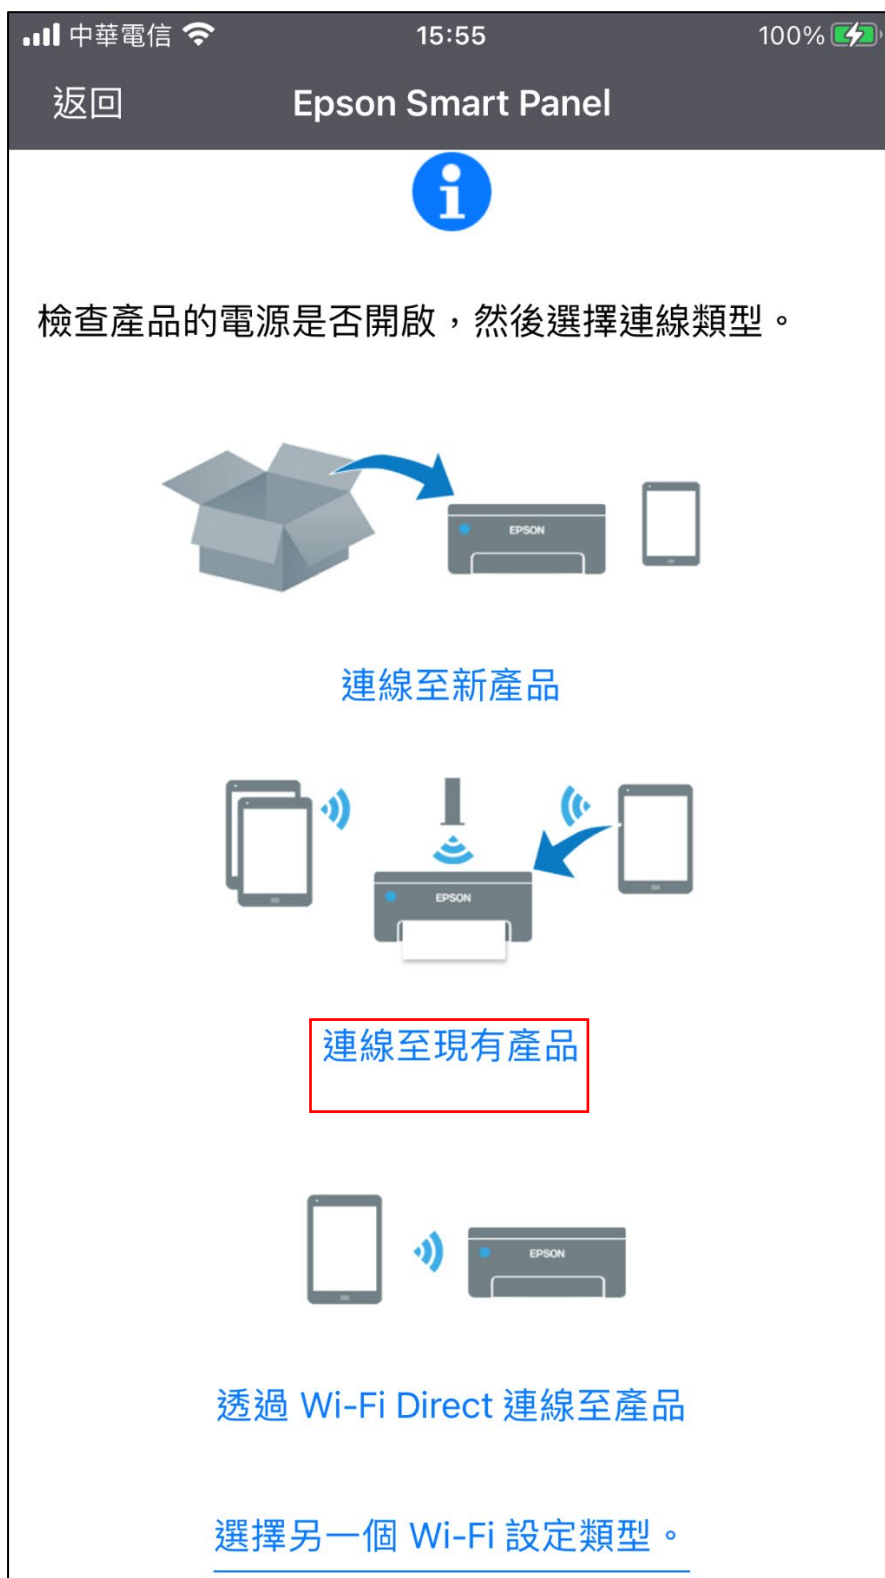 中華電信 15:55 100%
返回 Epson Smart Panel
檢查產品的電源是否開啟，然後選擇連線類型。
EPSON
連線至新產品
EPSON
連線至現有產品
EPSON
透過 Wi-Fi Direct 連線至產品
選擇另一個 Wi-Fi 設定類型。